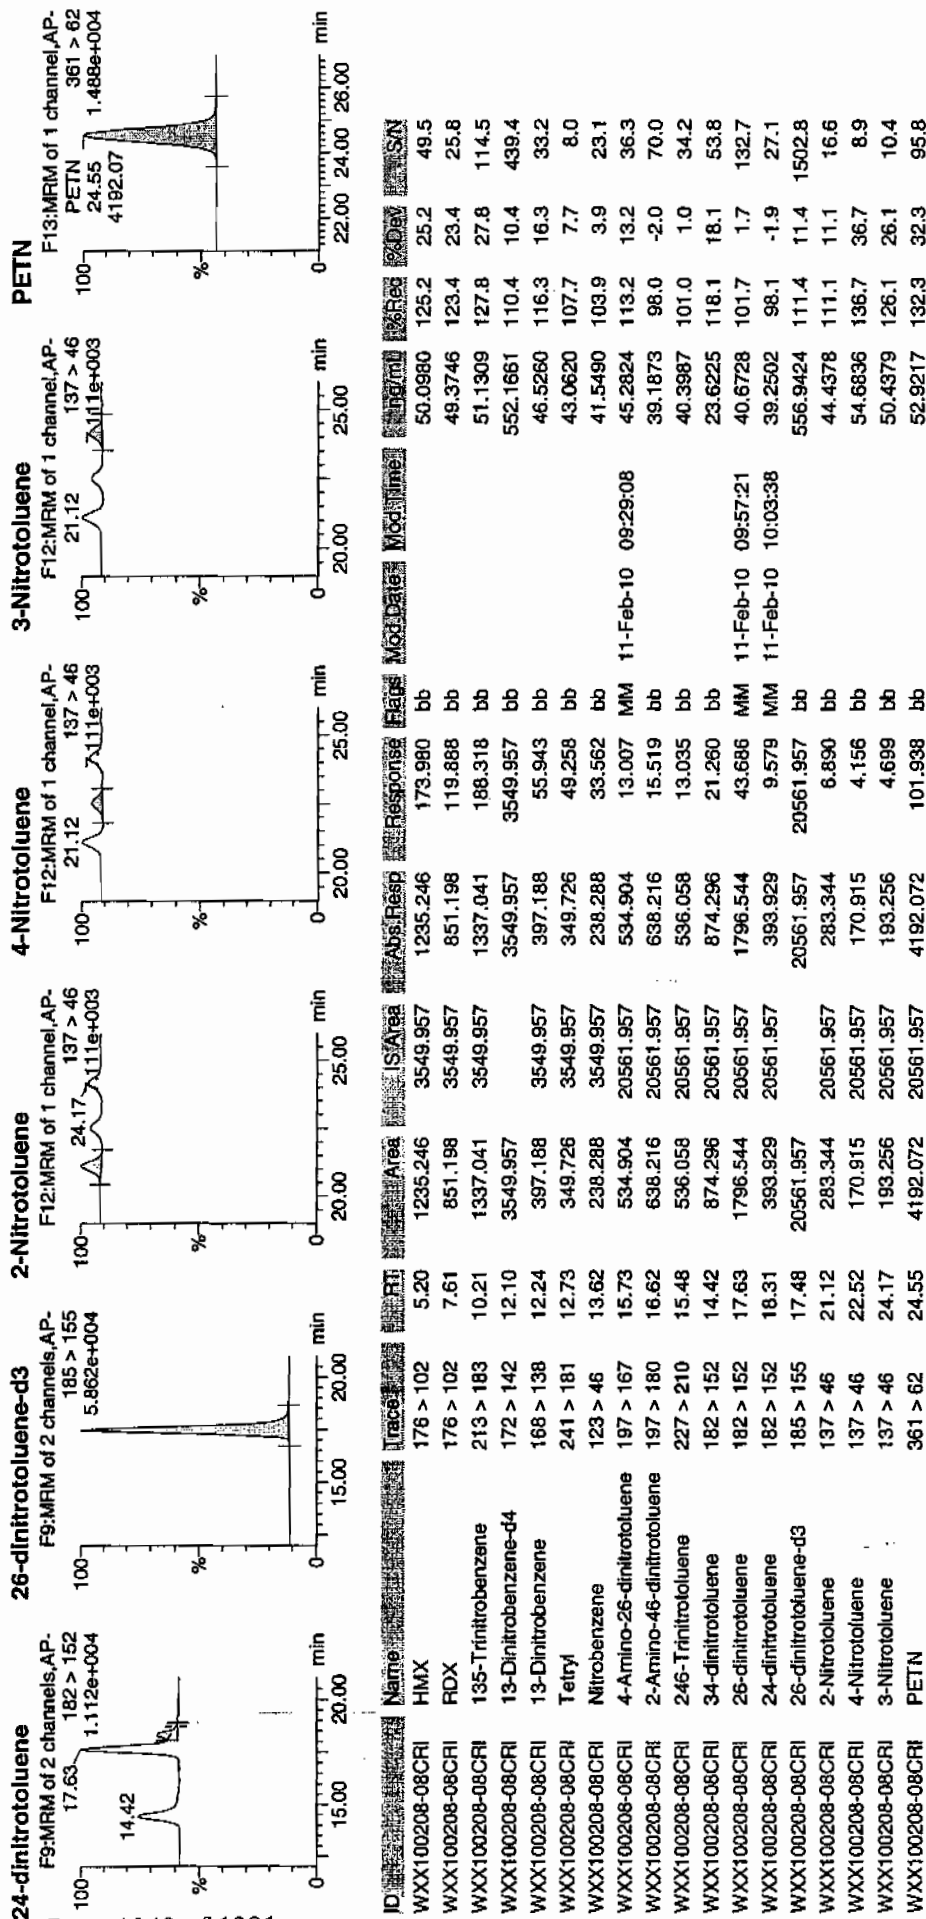 24-dinitrotoluene
F9:MRM of 2 channels,AP-
182 > 152
1.112e+004
17.63
14.42
100
%
0
15.00 20.00 min
26-dinitrotoluene-d3
F9:MRM of 2 channels,AP-
185 > 155
5.862e+004
100
%
0
15.00 20.00 min
2-Nitrotoluene
F12:MRM of 1 channel,AP-
137 > 46
24.17
100
%
0
20.00 25.00 min
4-Nitrotoluene
F12:MRM of 1 channel,AP-
137 > 46
21.12
100
%
0
20.00 25.00 min
3-Nitrotoluene
F12:MRM of 1 channel,AP-
137 > 46
21.12
100
%
0
20.00 25.00 min
PETN
F13:MRM of 1 channel,AP-
PETN 361 > 62
24.55 1.488e+004
4192.07
100
%
0
22.00 24.00 26.00 min
ID Name Trace RT Area IS Area Abs.Resp Response Flags Mod.Date Mod.Time ng/ml %Rec %Dev S/N
WXX100208-08CRI HMX 176 > 102 5.20 1235.246 3549.957 1235.246 173.980 bb 50.0980 125.2 25.2 49.5
WXX100208-08CRI RDX 176 > 102 7.61 851.198 3549.957 851.198 119.888 bb 49.3746 123.4 23.4 25.8
WXX100208-08CRI 135-Trinitrobenzene 213 > 183 10.21 1337.041 3549.957 1337.041 188.318 bb 51.1309 127.8 27.8 114.5
WXX100208-08CRI 13-Dinitrobenzene-d4 172 > 142 12.10 3549.957 3549.957 3549.957 bb 552.1661 110.4 10.4 439.4
WXX100208-08CRI 13-Dinitrobenzene 168 > 138 12.24 397.188 3549.957 397.188 55.943 bb 46.5260 116.3 16.3 33.2
WXX100208-08CRI Tetryl 241 > 181 12.73 349.726 3549.957 349.726 49.258 bb 43.0620 107.7 7.7 8.0
WXX100208-08CRI Nitrobenzene 123 > 46 13.62 238.288 3549.957 238.288 33.562 bb 41.5490 103.9 3.9 23.1
WXX100208-08CRI 4-Amino-26-dinitrotoluene 197 > 167 15.73 534.904 20561.957 534.904 13.007 MM 11-Feb-10 09:29:08 45.2824 113.2 13.2 36.3
WXX100208-08CRI 2-Amino-46-dinitrotoluene 197 > 180 16.62 638.216 20561.957 638.216 15.519 bb 39.1873 98.0 -2.0 70.0
WXX100208-08CRI 246-Trinitrotoluene 227 > 210 15.48 536.058 20561.957 536.058 13.035 bb 40.3987 101.0 1.0 34.2
WXX100208-08CRI 34-dinitrotoluene 182 > 152 14.42 874.296 20561.957 874.296 21.260 bb 23.6225 118.1 18.1 53.8
WXX100208-08CRI 26-dinitrotoluene 182 > 152 17.63 1796.544 20561.957 1796.544 43.686 MM 11-Feb-10 09:57:21 40.6728 101.7 1.7 132.7
WXX100208-08CRI 24-dinitrotoluene 182 > 152 18.31 393.929 20561.957 393.929 9.579 MM 11-Feb-10 10:03:38 39.2502 98.1 -1.9 27.1
WXX100208-08CRI 26-dinitrotoluene-d3 185 > 155 17.48 20561.957 20561.957 20561.957 bb 556.9424 111.4 11.4 1502.8
WXX100208-08CRI 2-Nitrotoluene 137 > 46 21.12 283.344 20561.957 283.344 6.890 bb 44.4378 111.1 11.1 16.6
WXX100208-08CRI 4-Nitrotoluene 137 > 46 22.52 170.915 20561.957 170.915 4.156 bb 54.6836 136.7 36.7 8.9
WXX100208-08CRI 3-Nitrotoluene 137 > 46 24.17 193.256 20561.957 193.256 4.699 bb 50.4379 126.1 26.1 10.4
WXX100208-08CRI PETN 361 > 62 24.55 4192.072 20561.957 4192.072 101.938 bb 52.9217 132.3 32.3 95.8